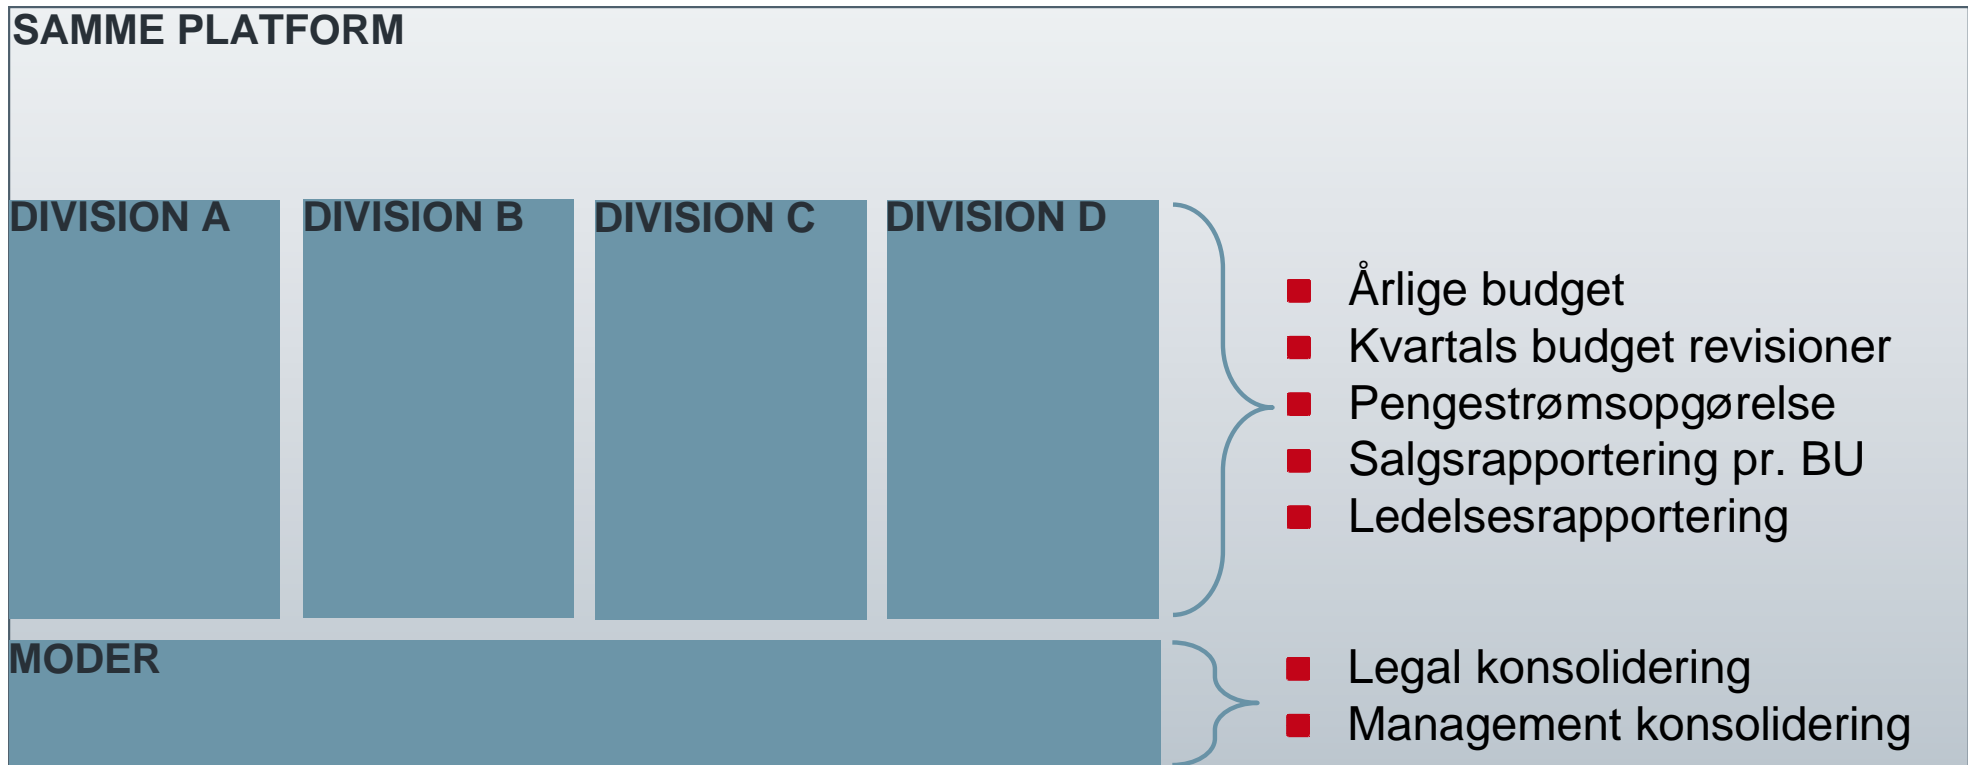 SAMME PLATFORM
DIVISION A
DIVISION B
DIVISION C
DIVISION D
Årlige budget
Kvartals budget revisioner
Pengestrømsopgørelse
Salgsrapportering pr. BU
Ledelsesrapportering
MODER
Legal konsolidering
Management konsolidering